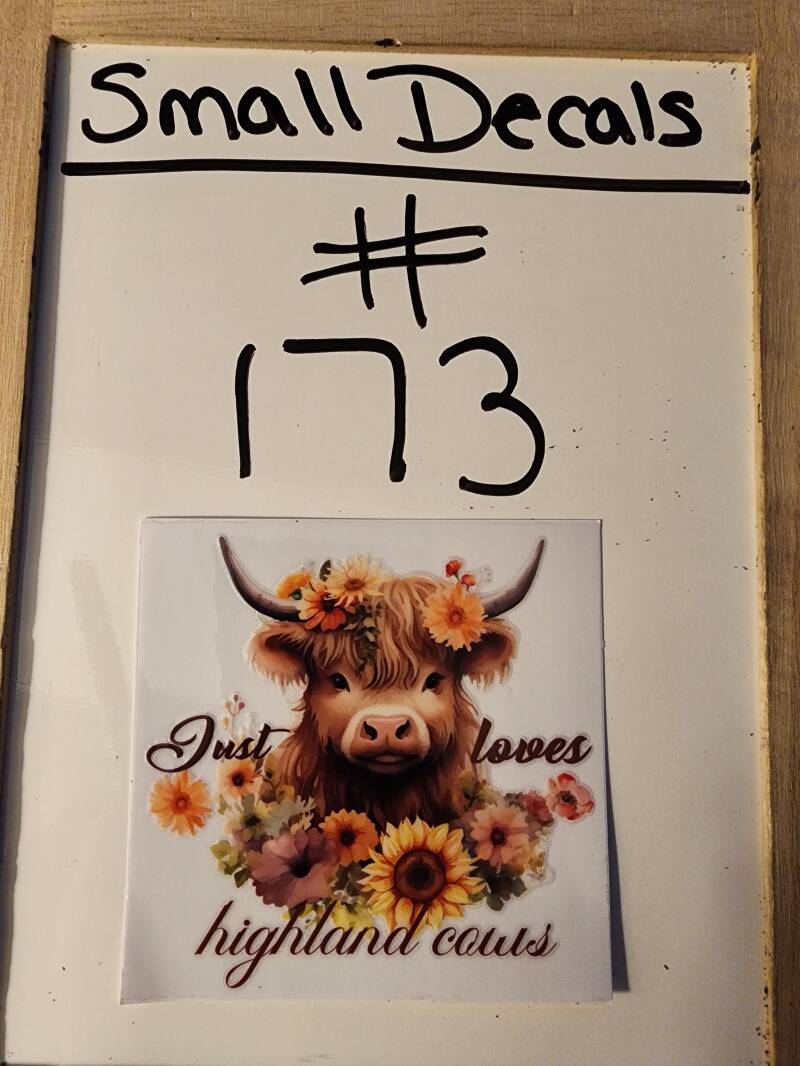 Small Decals
#
173
Just loves
highland cows